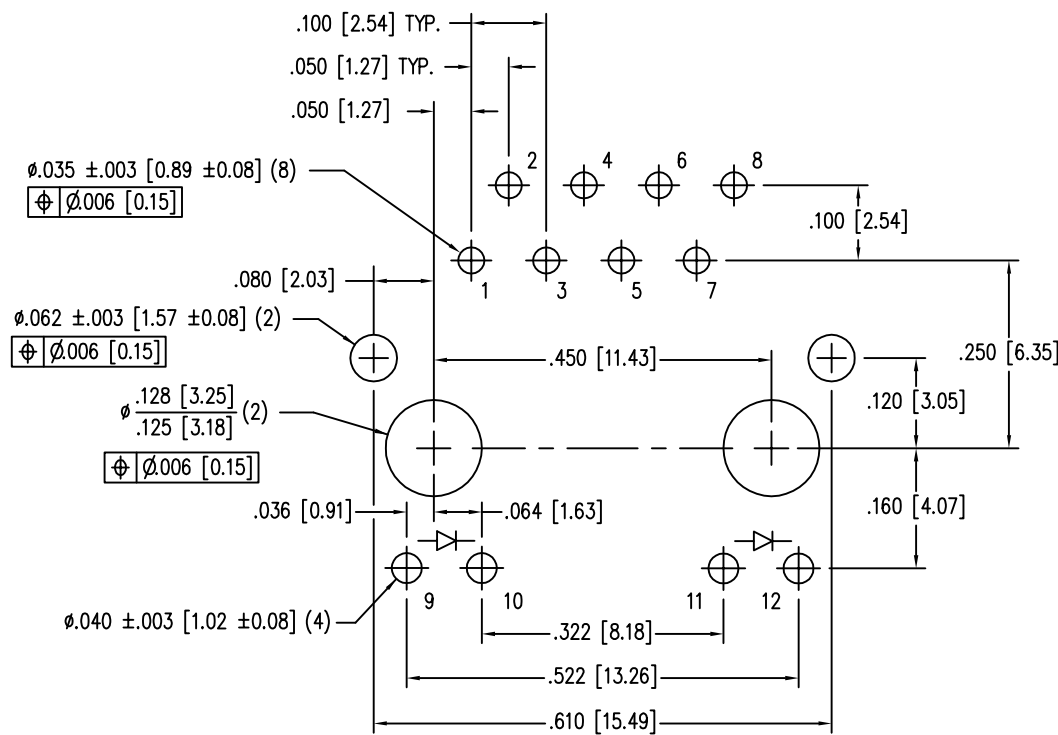 .100 [2.54] TYP.
.050 [1.27] TYP.
.050 [1.27]
⌀.035 ±.003 [0.89 ±0.08] (8)
⌖ ⌀.006 [0.15]
2 4 6 8
.100 [2.54]
.080 [2.03]
1 3 5 7
⌀.062 ±.003 [1.57 ±0.08] (2)
⌖ ⌀.006 [0.15]
.450 [11.43]
.250 [6.35]
.120 [3.05]
⌀ .128 [3.25]
.125 [3.18] (2)
⌖ ⌀.006 [0.15]
.036 [0.91]
.064 [1.63]
.160 [4.07]
9 10 11 12
⌀.040 ±.003 [1.02 ±0.08] (4)
.322 [8.18]
.522 [13.26]
.610 [15.49]